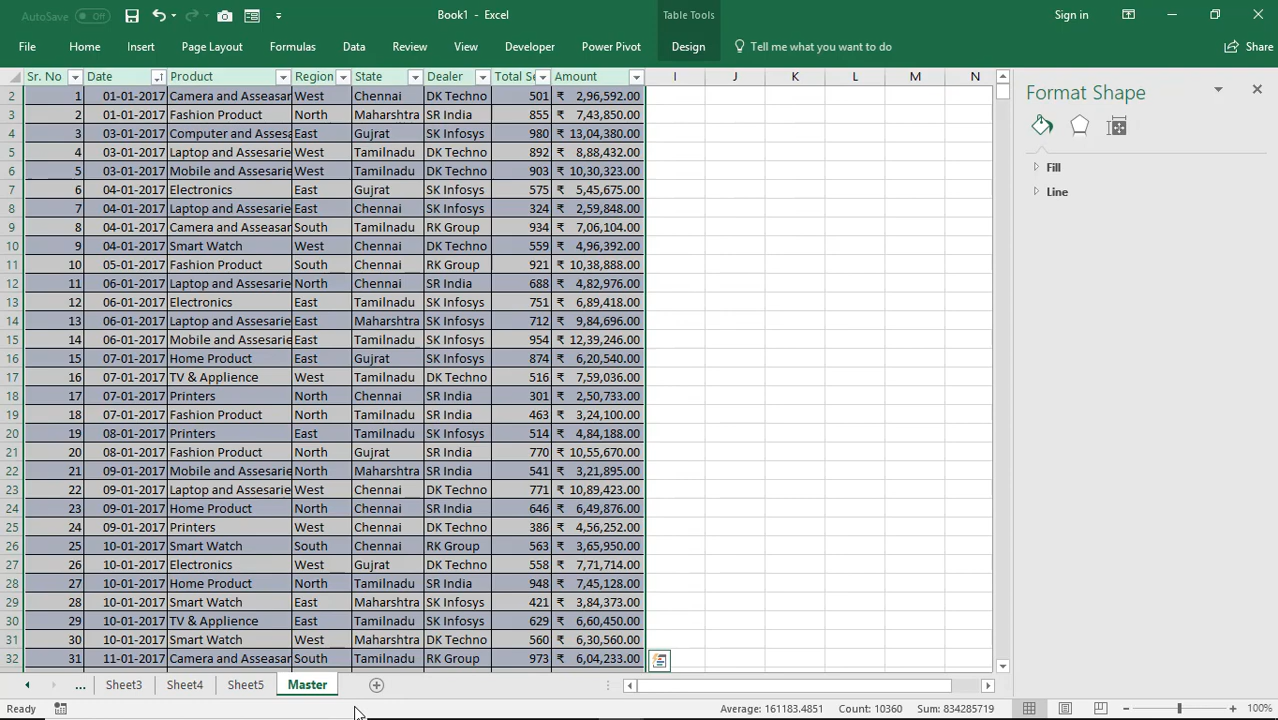 AutoSave Off Book1 - Excel Table Tools Sign in
File Home Insert Page Layout Formulas Data Review View Developer Power Pivot Design Tell me what you want to do Share
Sr. No Date Product Region State Dealer Total Se Amount I J K L M N
2 1 01-01-2017 Camera and Asseasar West Chennai DK Techno 501 ₹ 2,96,592.00
3 2 01-01-2017 Fashion Product North Maharshtra SR India 855 ₹ 7,43,850.00
4 3 03-01-2017 Computer and Assesa East Gujrat SK Infosys 980 ₹ 13,04,380.00
5 4 03-01-2017 Laptop and Assesarie West Tamilnadu DK Techno 892 ₹ 8,88,432.00
6 5 03-01-2017 Mobile and Assesarie West Tamilnadu DK Techno 903 ₹ 10,30,323.00
7 6 04-01-2017 Electronics East Gujrat SK Infosys 575 ₹ 5,45,675.00
8 7 04-01-2017 Laptop and Assesarie East Chennai SK Infosys 324 ₹ 2,59,848.00
9 8 04-01-2017 Camera and Asseasar South Tamilnadu RK Group 934 ₹ 7,06,104.00
10 9 04-01-2017 Smart Watch West Chennai DK Techno 559 ₹ 4,96,392.00
11 10 05-01-2017 Fashion Product South Chennai RK Group 921 ₹ 10,38,888.00
12 11 06-01-2017 Laptop and Assesarie North Chennai SR India 688 ₹ 4,82,976.00
13 12 06-01-2017 Electronics East Tamilnadu SK Infosys 751 ₹ 6,89,418.00
14 13 06-01-2017 Laptop and Assesarie East Maharshtra SK Infosys 712 ₹ 9,84,696.00
15 14 06-01-2017 Mobile and Assesarie East Tamilnadu SK Infosys 954 ₹ 12,39,246.00
16 15 07-01-2017 Home Product East Gujrat SK Infosys 874 ₹ 6,20,540.00
17 16 07-01-2017 TV & Applience West Tamilnadu DK Techno 516 ₹ 7,59,036.00
18 17 07-01-2017 Printers North Chennai SR India 301 ₹ 2,50,733.00
19 18 07-01-2017 Fashion Product North Tamilnadu SR India 463 ₹ 3,24,100.00
20 19 08-01-2017 Printers East Tamilnadu SK Infosys 514 ₹ 4,84,188.00
21 20 08-01-2017 Fashion Product North Gujrat SR India 770 ₹ 10,55,670.00
22 21 09-01-2017 Mobile and Assesarie North Maharshtra SR India 541 ₹ 3,21,895.00
23 22 09-01-2017 Laptop and Assesarie West Chennai DK Techno 771 ₹ 10,89,423.00
24 23 09-01-2017 Home Product North Chennai SR India 646 ₹ 6,49,876.00
25 24 09-01-2017 Printers West Chennai DK Techno 386 ₹ 4,56,252.00
26 25 10-01-2017 Smart Watch South Chennai RK Group 563 ₹ 3,65,950.00
27 26 10-01-2017 Electronics West Gujrat DK Techno 558 ₹ 7,71,714.00
28 27 10-01-2017 Home Product North Tamilnadu SR India 948 ₹ 7,45,128.00
29 28 10-01-2017 Smart Watch East Maharshtra SK Infosys 421 ₹ 3,84,373.00
30 29 10-01-2017 TV & Applience East Tamilnadu SK Infosys 629 ₹ 6,60,450.00
31 30 10-01-2017 Smart Watch West Maharshtra DK Techno 560 ₹ 6,30,560.00
32 31 11-01-2017 Camera and Asseasar South Tamilnadu RK Group 973 ₹ 6,04,233.00
Format Shape
Fill
Line
... Sheet3 Sheet4 Sheet5 Master
Ready Average: 161183.4851 Count: 10360 Sum: 834285719 100%